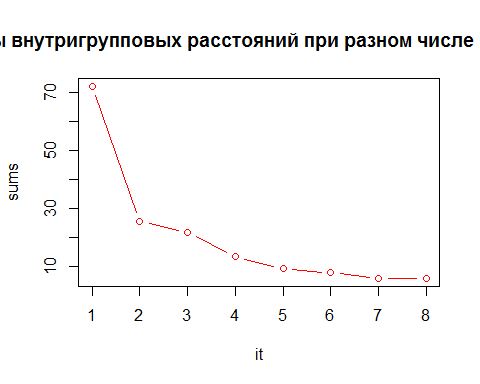 ы внутригрупповых расстояний при разном числе
70
50
30
10
sums
1 2 3 4 5 6 7 8
it